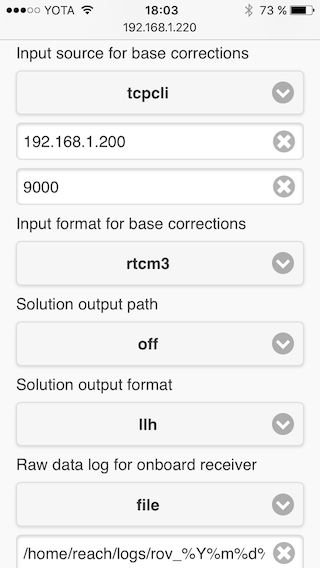 YOTA 18:03 73 %
192.168.1.220
Input source for base corrections
tcpcli
192.168.1.200
9000
Input format for base corrections
rtcm3
Solution output path
off
Solution output format
llh
Raw data log for onboard receiver
file
/home/reach/logs/rov_%Y%m%d%